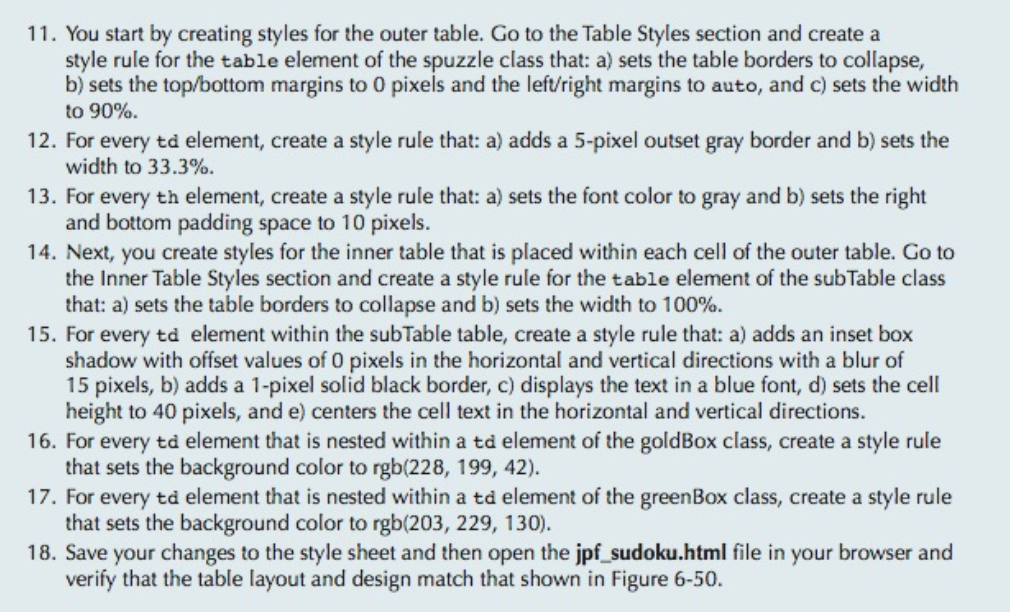 11. You start by creating styles for the outer table. Go to the Table Styles section and create a
style rule for the table element of the spuzzle class that: a) sets the table borders to collapse,
b) sets the top/bottom margins to 0 pixels and the left/right margins to auto, and c) sets the width
to 90%.
12. For every td element, create a style rule that: a) adds a 5-pixel outset gray border and b) sets the
width to 33.3%.
13. For every th element, create a style rule that: a) sets the font color to gray and b) sets the right
and bottom padding space to 10 pixels.
14. Next, you create styles for the inner table that is placed within each cell of the outer table. Go to
the Inner Table Styles section and create a style rule for the table element of the subTable class
that: a) sets the table borders to collapse and b) sets the width to 100%.
15. For every td element within the subTable table, create a style rule that: a) adds an inset box
shadow with offset values of 0 pixels in the horizontal and vertical directions with a blur of
15 pixels, b) adds a 1-pixel solid black border, c) displays the text in a blue font, d) sets the cell
height to 40 pixels, and e) centers the cell text in the horizontal and vertical directions.
16. For every td element that is nested within a td element of the goldBox class, create a style rule
that sets the background color to rgb(228, 199, 42).
17. For every td element that is nested within a td element of the greenBox class, create a style rule
that sets the background color to rgb(203, 229, 130).
18. Save your changes to the style sheet and then open the jpf_sudoku.html file in your browser and
verify that the table layout and design match that shown in Figure 6-50.